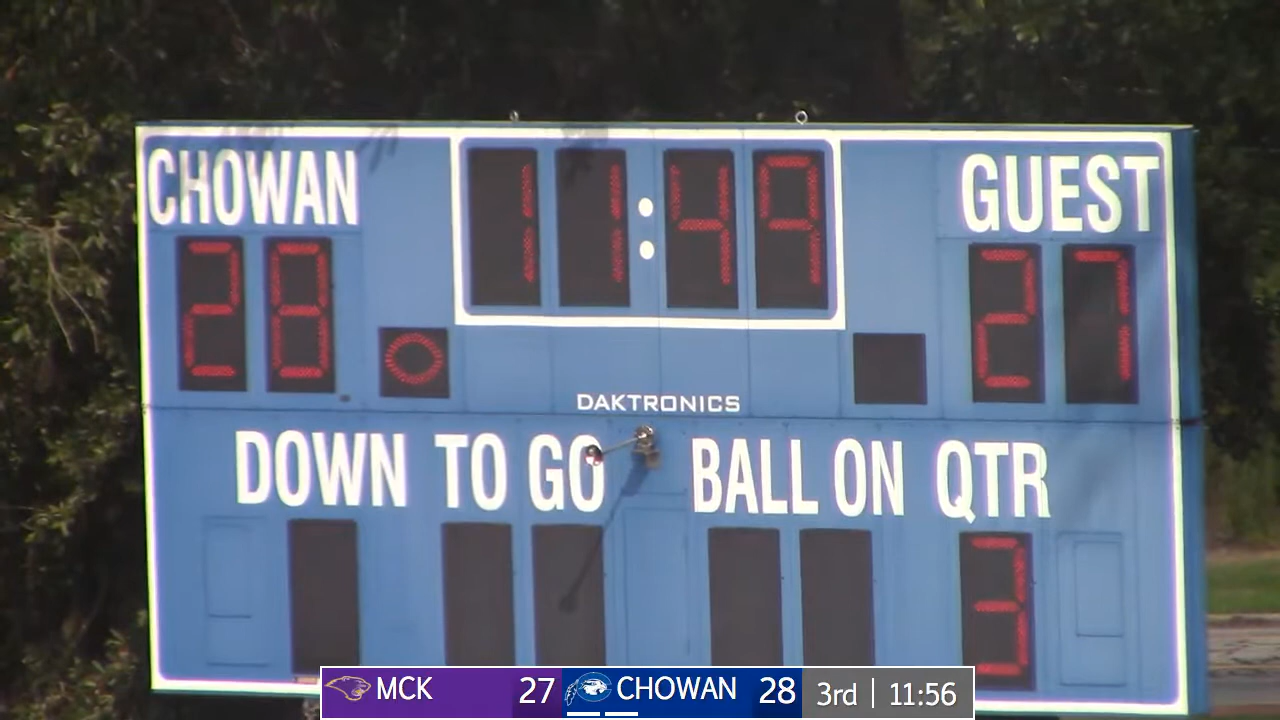 CHOWAN 11:49 GUEST
28 27
DAKTRONICS
DOWN TO GO BALL ON QTR
3
MCK 27 CHOWAN 28 3rd | 11:56